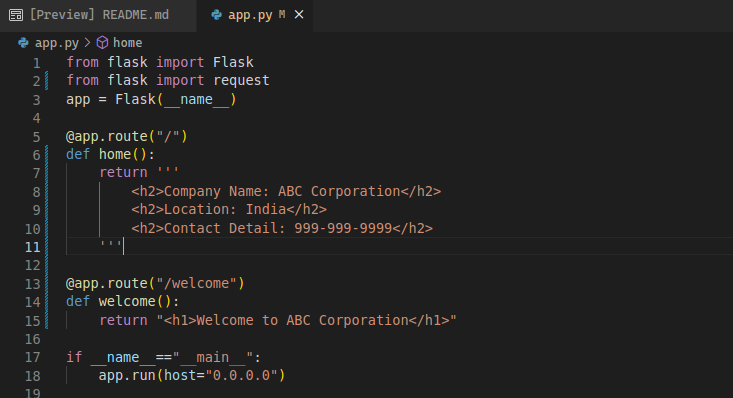 [Preview] README.md app.py M
app.py > home
1 from flask import Flask
2 from flask import request
3 app = Flask(__name__)
4
5 @app.route("/")
6 def home():
7     return '''
8         <h2>Company Name: ABC Corporation</h2>
9         <h2>Location: India</h2>
10         <h2>Contact Detail: 999-999-9999</h2>
11     '''
12
13 @app.route("/welcome")
14 def welcome():
15     return "<h1>Welcome to ABC Corporation</h1>"
16
17 if __name__=="__main__":
18     app.run(host="0.0.0.0")
19